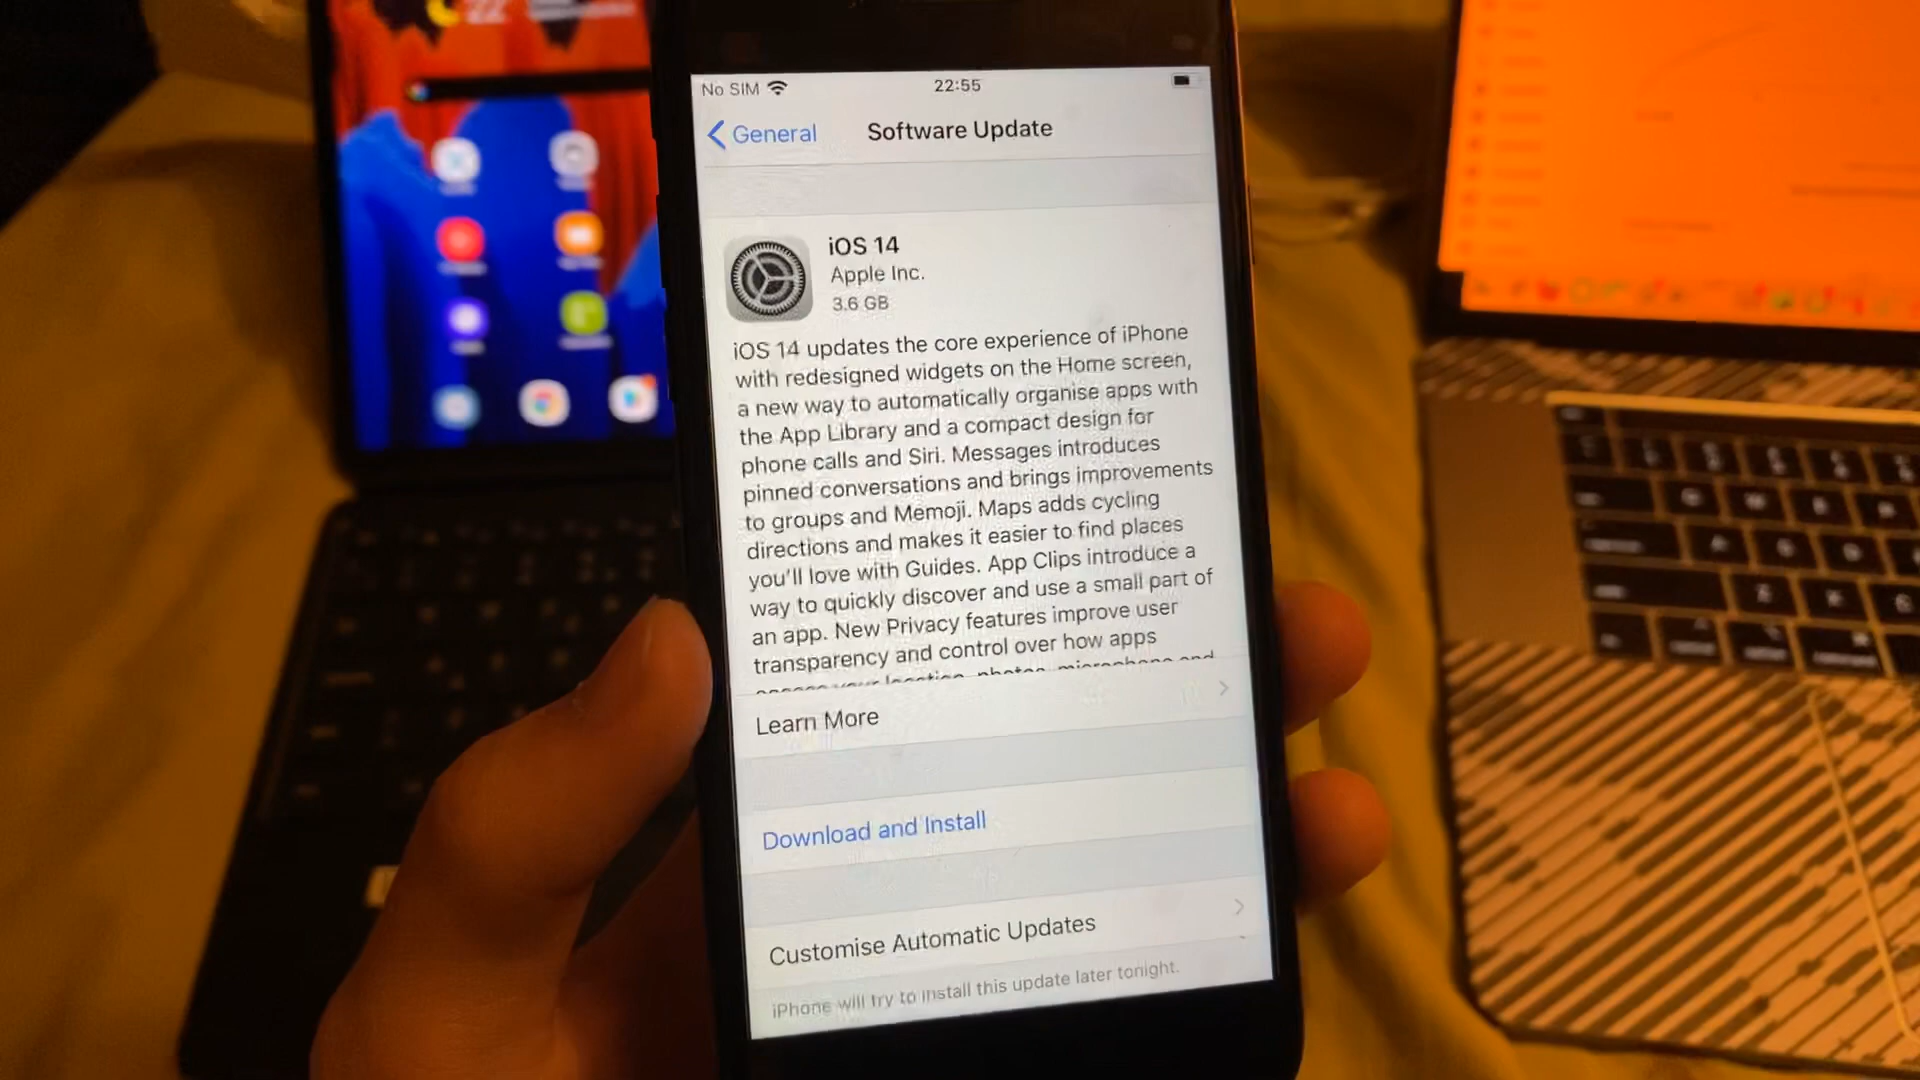 No SIM 22:55
General Software Update
iOS 14
Apple Inc.
3.6 GB
iOS 14 updates the core experience of iPhone
with redesigned widgets on the Home screen,
a new way to automatically organise apps with
the App Library and a compact design for
phone calls and Siri. Messages introduces
pinned conversations and brings improvements
to groups and Memoji. Maps adds cycling
directions and makes it easier to find places
you'll love with Guides. App Clips introduce a
way to quickly discover and use a small part of
an app. New Privacy features improve user
transparency and control over how apps
access your location, photos, microphone and
Learn More
Download and Install
Customise Automatic Updates
iPhone will try to install this update later tonight.